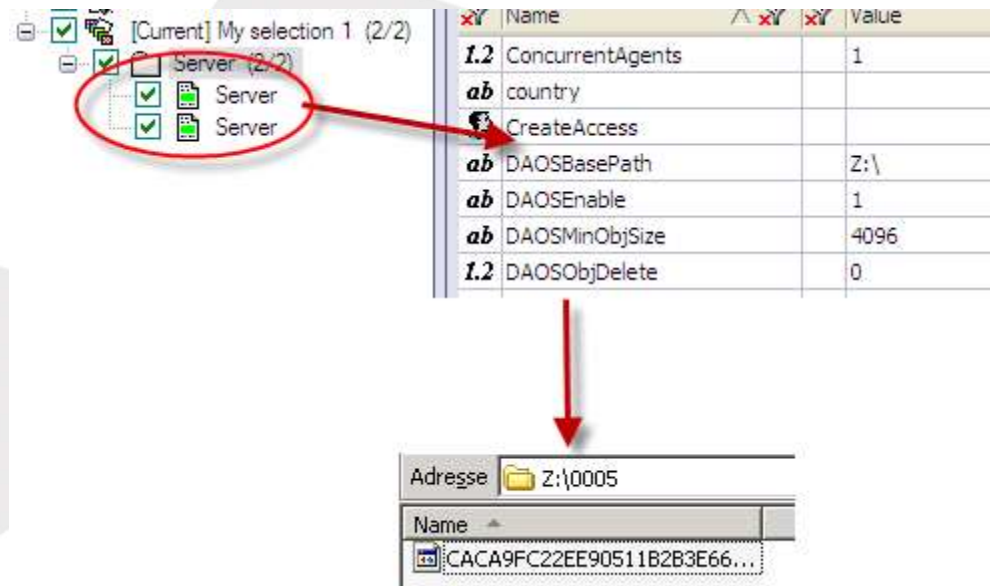 [Current] My selection 1 (2/2)
Server (2/2)
Server
Server
Name Value
1.2 ConcurrentAgents 1
ab country
CreateAccess
ab DAOSBasePath Z:\
ab DAOSEnable 1
ab DAOSMinObjSize 4096
1.2 DAOSObjDelete 0
Adresse Z:\0005
Name
CACA9FC22EE90511B2B3E66...